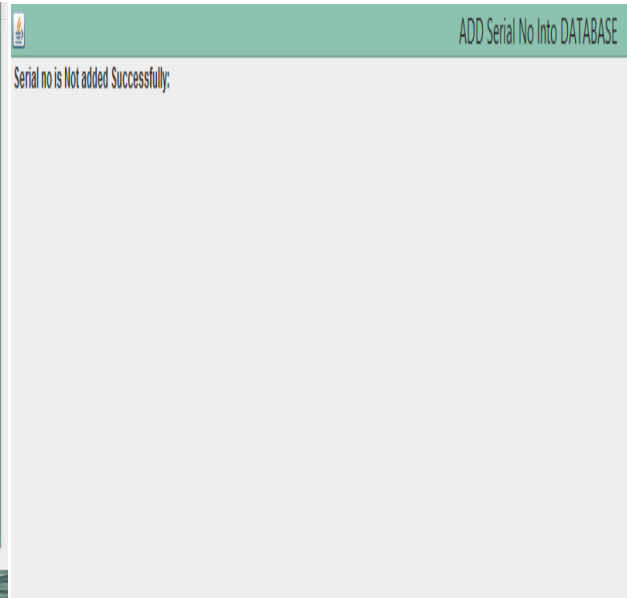 ADD Serial No Into DATABASE
Serial no is Not added Successfully: